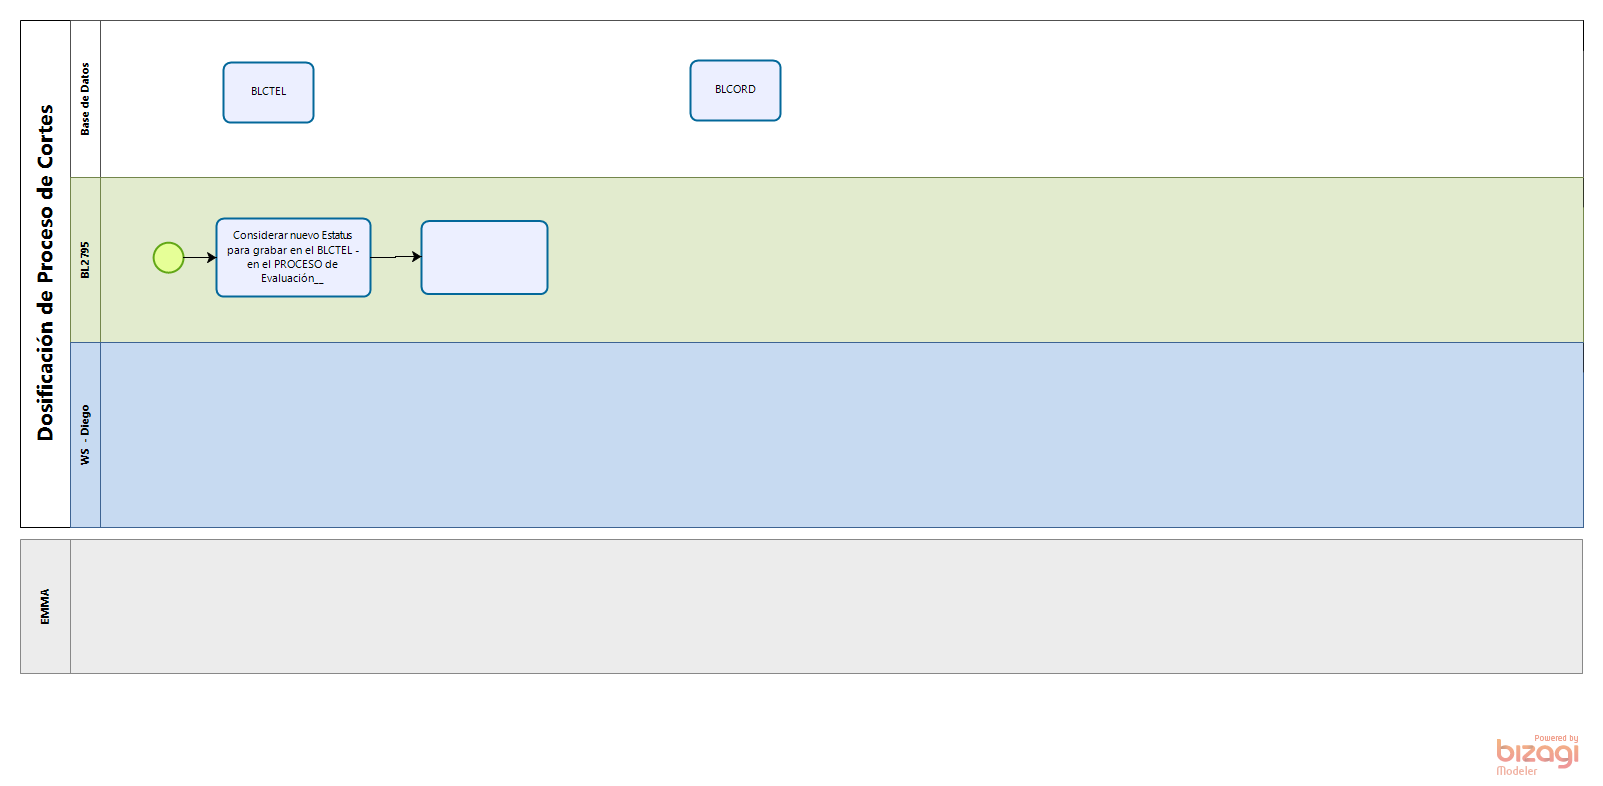 Dosificación de Proceso de Cortes
Base de Datos
BLCTEL
BLCORD
BL2795
Considerar nuevo Estatus
para grabar en el BLCTEL -
en el PROCESO de
Evaluación__
WS - Diego
EMMA
Powered by
bizagi
Modeler